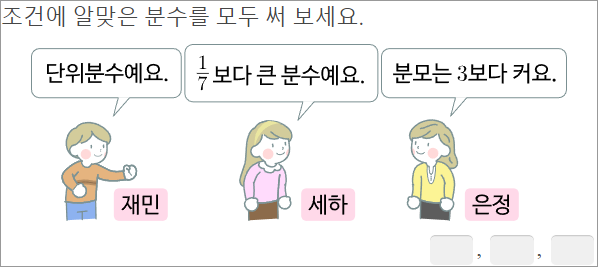 조건에 알맞은 분수를 모두 써 보세요.
단위분수예요.
1/7보다 큰 분수예요.
분모는 3보다 커요.
재민
세하
은정
, ,